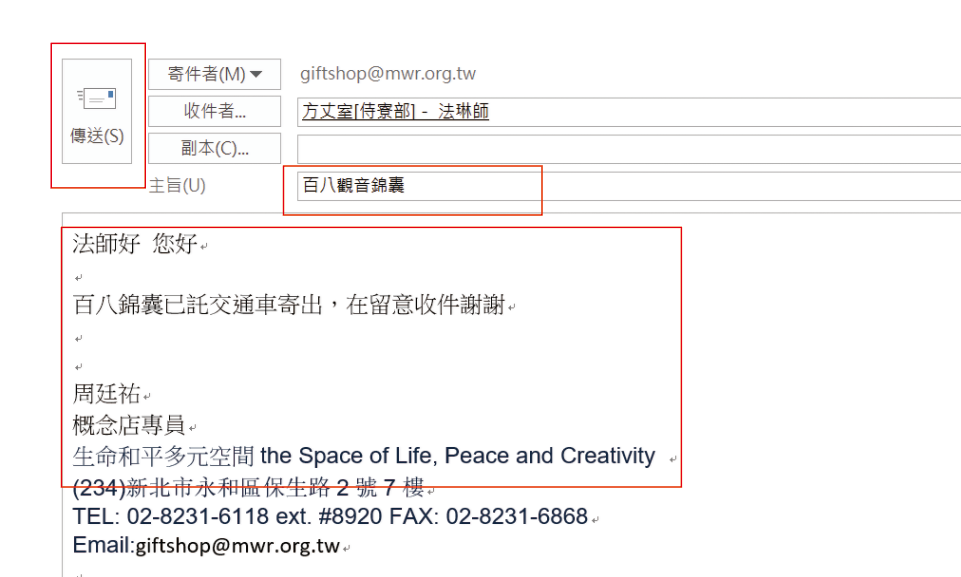 寄件者(M)
giftshop@mwr.org.tw
傳送(S)
收件者...
方丈室[侍寮部] - 法琳師
副本(C)...
主旨(U)
百八觀音錦囊
法師好 您好
百八錦囊已託交通車寄出，在留意收件謝謝
周廷祐
概念店專員
生命和平多元空間 the Space of Life, Peace and Creativity
(234)新北市永和區保生路 2 號 7 樓
TEL: 02-8231-6118 ext. #8920 FAX: 02-8231-6868
Email:giftshop@mwr.org.tw